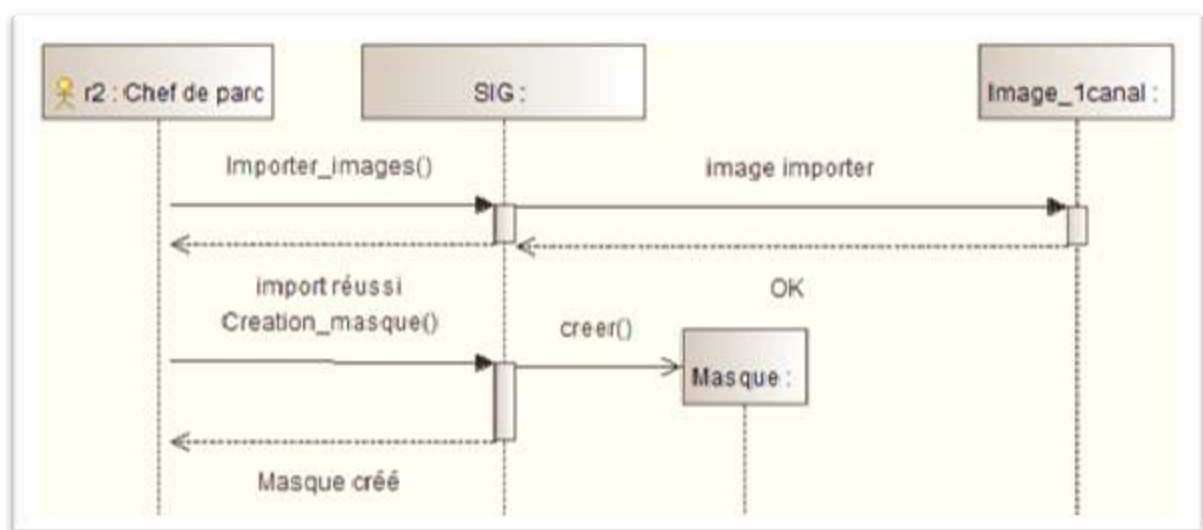 r2 : Chef de parc
SIG :
Image_1canal :
Importer_images()
image importer
import réussi
OK
Creation_masque()
creer()
Masque :
Masque créé